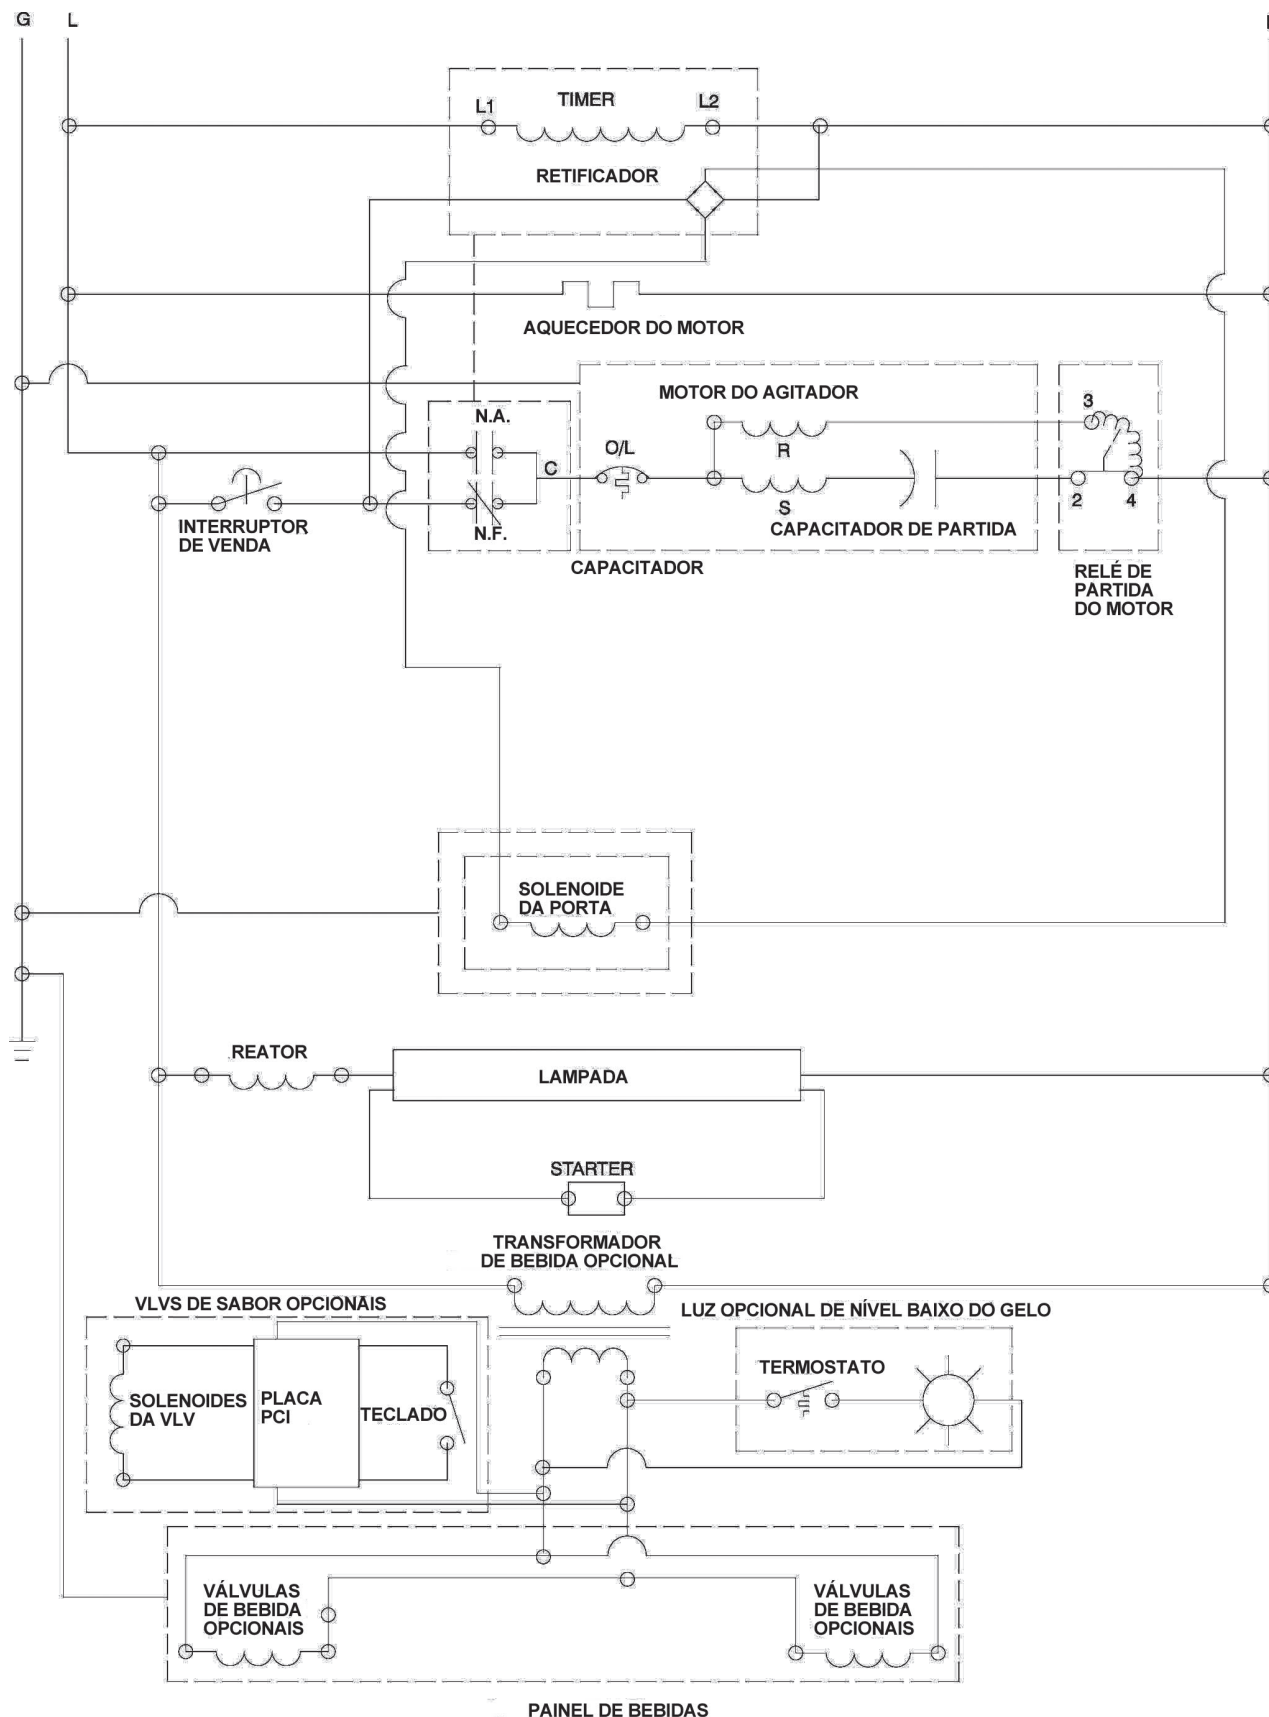 G
L
TIMER
L1
L2
RETIFICADOR
AQUECEDOR DO MOTOR
MOTOR DO AGITADOR
3
N.A.
O/L
R
C
S
2
4
INTERRUPTOR
DE VENDA
N.F.
CAPACITADOR DE PARTIDA
CAPACITADOR
RELÉ DE
PARTIDA
DO MOTOR
SOLENOIDE
DA PORTA
REATOR
LAMPADA
STARTER
TRANSFORMADOR
DE BEBIDA OPCIONAL
VLVS DE SABOR OPCIONAIS
LUZ OPCIONAL DE NÍVEL BAIXO DO GELO
TERMOSTATO
SOLENOIDES
DA VLV
PLACA
PCI
TECLADO
VÁLVULAS
DE BEBIDA
OPCIONAIS
VÁLVULAS
DE BEBIDA
OPCIONAIS
PAINEL DE BEBIDAS